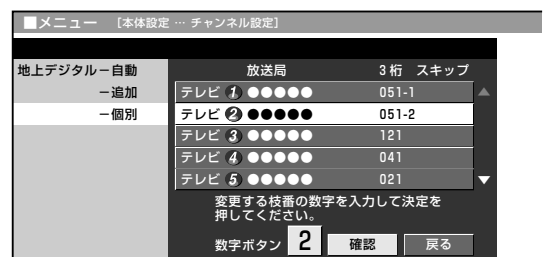 ■メニュー [本体設定 … チャンネル設定]
地上デジタルー自動 放送局 3桁 スキップ
ー追加 テレビ 1 ●●●●● 051-1 ▲
ー個別 テレビ 2 ●●●●● 051-2
テレビ 3 ●●●●● 121
テレビ 4 ●●●●● 041
テレビ 5 ●●●●● 021 ▼
変更する枝番の数字を入力して決定を
押してください。
数字ボタン 2 確認 戻る